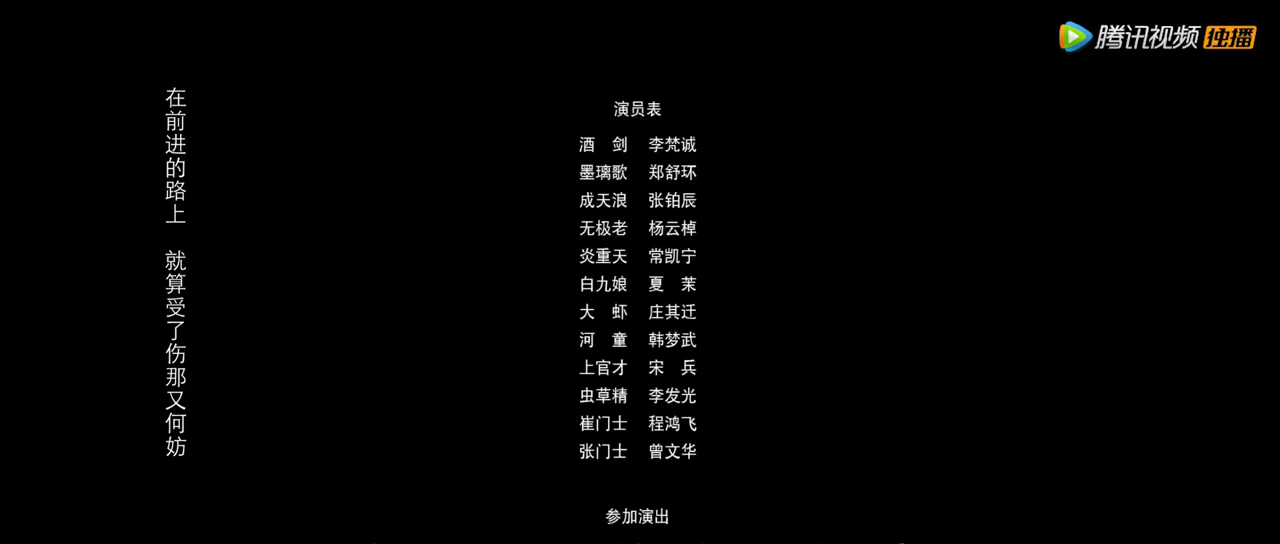 腾讯视频 独播
在前进的路上 就算受了伤那又何妨
演员表
酒 剑 李梵诚
墨璃歌 郑舒环
成天浪 张铂辰
无极老 杨云棹
炎重天 常凯宁
白九娘 夏 茉
大 虾 庄其迁
河 童 韩梦武
上官才 宋 兵
虫草精 李发光
崔门士 程鸿飞
张门士 曾文华
参加演出